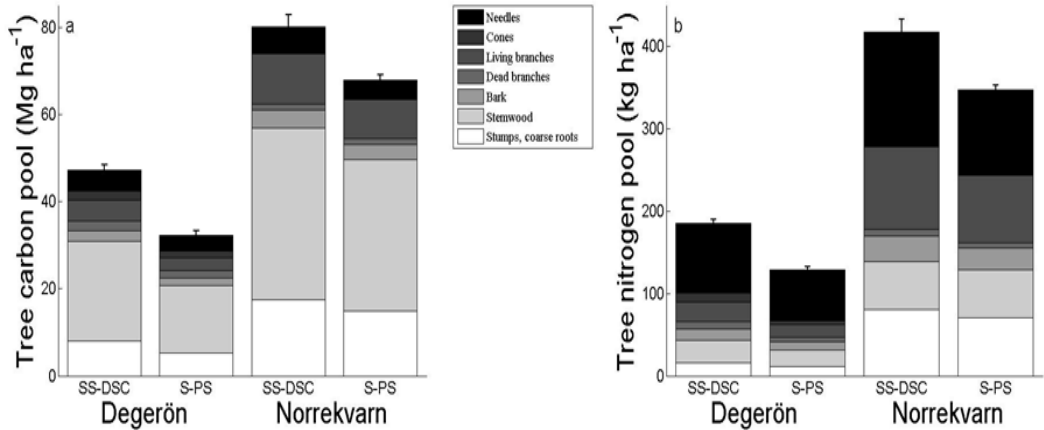 Tree carbon pool (Mg ha⁻¹)
a
80
60
40
20
0
SS-DSC S-PS SS-DSC S-PS
Degerön Norrekvarn
Needles
Cones
Living branches
Dead branches
Bark
Stemwood
Stumps, coarse roots
Tree nitrogen pool (kg ha⁻¹)
b
400
300
200
100
0
SS-DSC S-PS SS-DSC S-PS
Degerön Norrekvarn